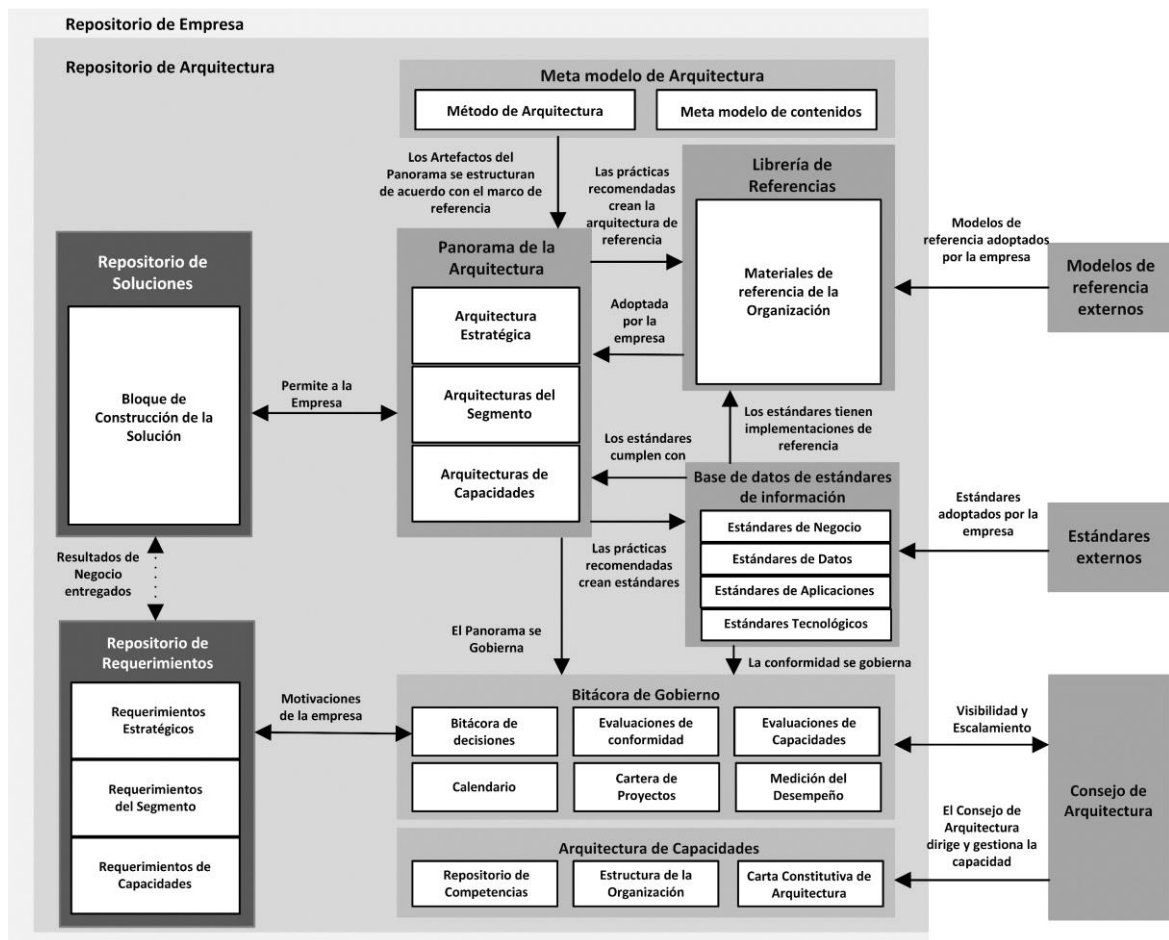 Repositorio de Empresa
Repositorio de Arquitectura
Meta modelo de Arquitectura
Método de Arquitectura
Meta modelo de contenidos
Los Artefactos del
Panorama se estructuran
de acuerdo con el marco de
referencia
Las prácticas
recomendadas
crean la
arquitectura de
referencia
Librería de
Referencias
Materiales de
referencia de la
Organización
Modelos de
referencia adoptados
por la empresa
Modelos de
referencia
externos
Repositorio de
Soluciones
Bloque de
Construcción de la
Solución
Permite a la
Empresa
Panorama de la
Arquitectura
Arquitectura
Estratégica
Arquitecturas del
Segmento
Arquitecturas de
Capacidades
Adoptada
por la
empresa
Los estándares tienen
implementaciones de
referencia
Los estándares
cumplen con
Base de datos de estándares
de información
Estándares de Negocio
Estándares de Datos
Estándares de Aplicaciones
Estándares Tecnológicos
Estándares
adoptados por la
empresa
Estándares
externos
Las prácticas
recomendadas
crean estándares
Resultados de
Negocio
entregados
El Panorama se
Gobierna
La conformidad se gobierna
Repositorio de
Requerimientos
Requerimientos
Estratégicos
Requerimientos
del Segmento
Requerimientos de
Capacidades
Motivaciones
de la empresa
Bitácora de Gobierno
Bitácora de
decisiones
Evaluaciones de
conformidad
Evaluaciones de
Capacidades
Calendario
Cartera de
Proyectos
Medición del
Desempeño
Visibilidad y
Escalamiento
Consejo de
Arquitectura
El Consejo de
Arquitectura
dirige y gestiona la
capacidad
Arquitectura de Capacidades
Repositorio de
Competencias
Estructura de la
Organización
Carta Constitutiva de
Arquitectura